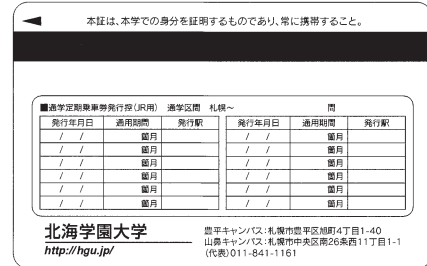 ◀ 本証は、本学での身分を証明するものであり、常に携帯すること。
■通学定期乗車券発行控(JR用) 通学区間 札幌～ 間
発行年月日 通用期間 発行駅 発行年月日 通用期間 発行駅
/ / 箇月 / / 箇月
/ / 箇月 / / 箇月
/ / 箇月 / / 箇月
/ / 箇月 / / 箇月
/ / 箇月 / / 箇月
/ / 箇月 / / 箇月
北海学園大学
http://hgu.jp/
豊平キャンパス:札幌市豊平区旭町4丁目1-40
山鼻キャンパス:札幌市中央区南26条西11丁目1-1
(代表)011-841-1161